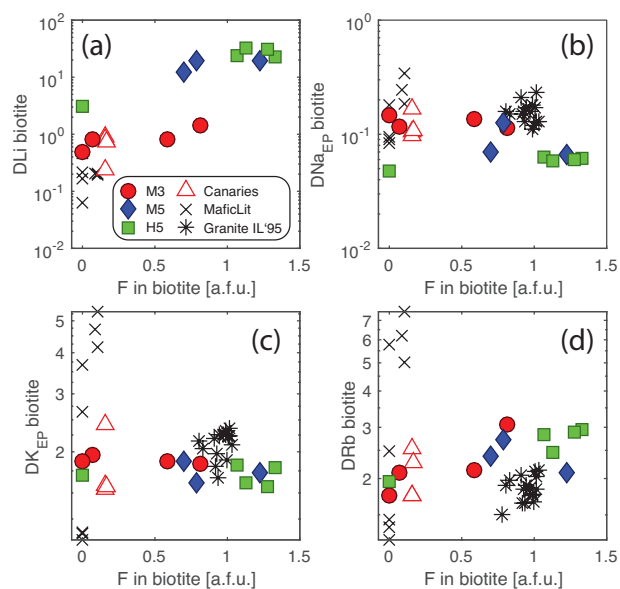 (a)
DLi biotite
10²
10¹
10⁰
10⁻¹
10⁻²
M3
M5
H5
Canaries
MaficLit
Granite IL'95
0 0.5 1 1.5
F in biotite [a.f.u.]
(b)
DNa_EP biotite
10⁰
10⁻¹
10⁻²
0 0.5 1 1.5
F in biotite [a.f.u.]
(c)
DK_EP biotite
5
4
3
2
0 0.5 1 1.5
F in biotite [a.f.u.]
(d)
DRb biotite
7
6
5
4
3
2
0 0.5 1 1.5
F in biotite [a.f.u.]